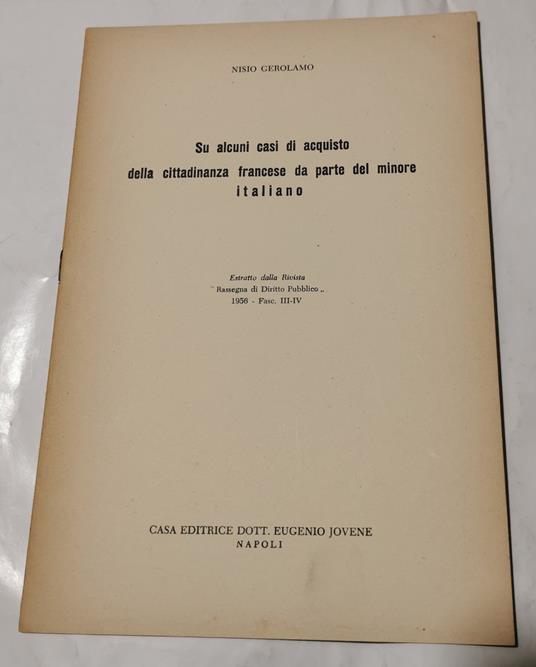 NISIO GEROLAMO
Su alcuni casi di acquisto
della cittadinanza francese da parte del minore
italiano
Estratto dalla Rivista
" Rassegna di Diritto Pubblico „
1956 - Fasc. III-IV
CASA EDITRICE DOTT. EUGENIO JOVENE
NAPOLI